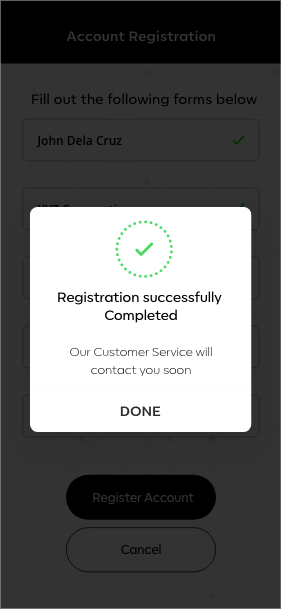 Account Registration
Fill out the following forms below
John Dela Cruz
Registration successfully
Completed
Our Customer Service will
contact you soon
DONE
Register Account
Cancel